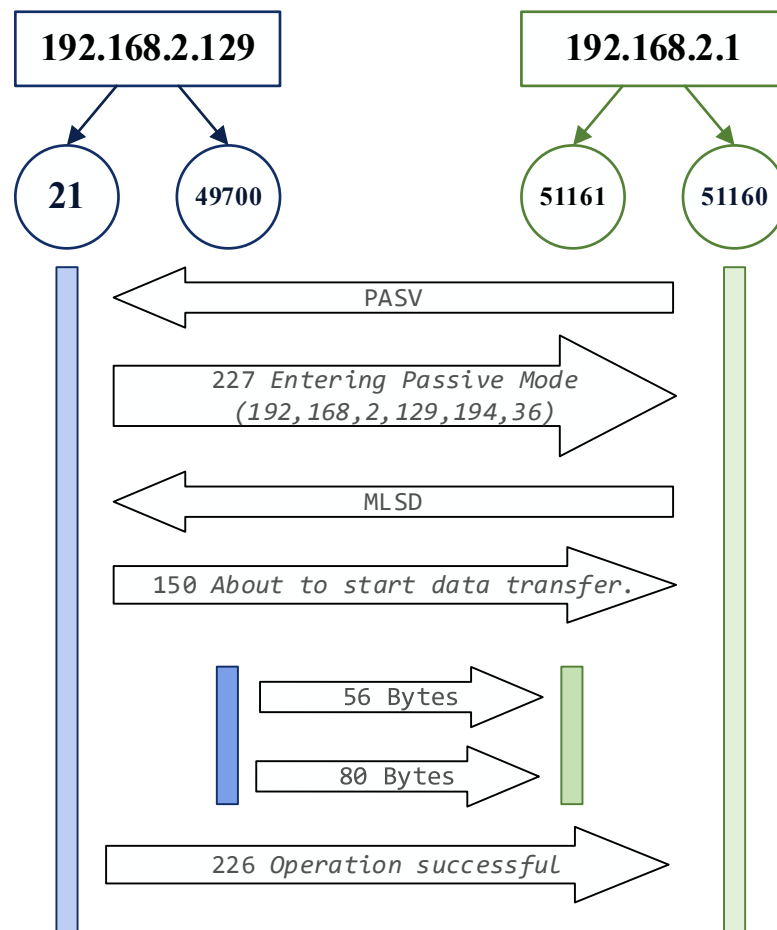 192.168.2.129
192.168.2.1
21
49700
51161
51160
PASV
227 Entering Passive Mode
(192,168,2,129,194,36)
MLSD
150 About to start data transfer.
56 Bytes
80 Bytes
226 Operation successful